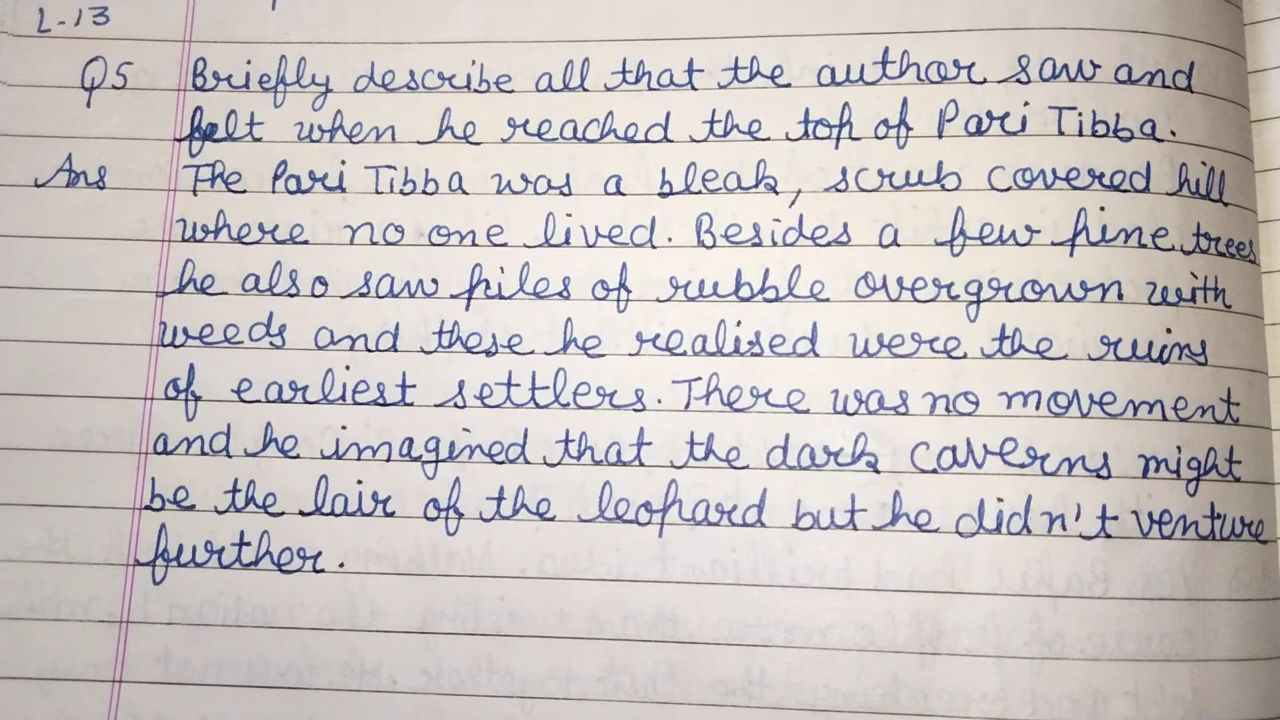 L-13
Q5 Briefly describe all that the author saw and
felt when he reached the top of Pari Tibba.
Ans The Pari Tibba was a bleak, scrub covered hill
where no one lived. Besides a few pine trees
he also saw piles of rubble overgrown with
weeds and these he realised were the ruins
of earliest settlers. There was no movement
and he imagined that the dark caverns might
be the lair of the leopard but he didn't venture
further.